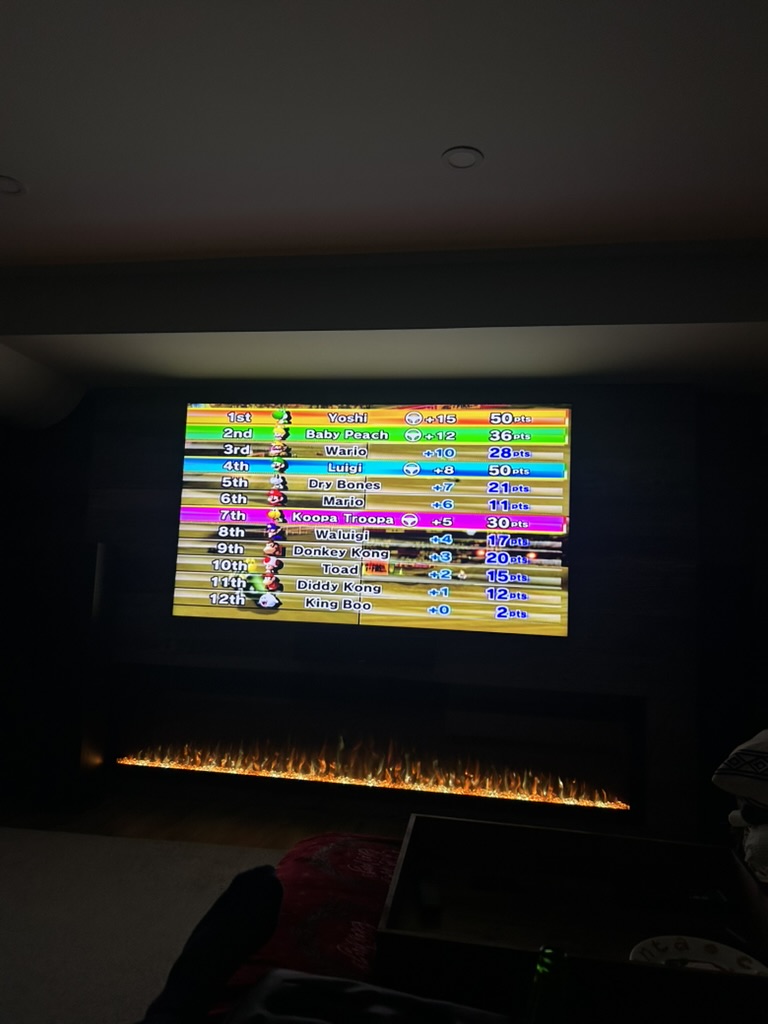 1st Yoshi +15 50pts
2nd Baby Peach +12 36pts
3rd Wario +10 28pts
4th Luigi +8 50pts
5th Dry Bones +7 21pts
6th Mario +6 11pts
7th Koopa Troopa +5 30pts
8th Waluigi +4 17pts
9th Donkey Kong +3 20pts
10th Toad +2 15pts
11th Diddy Kong +1 12pts
12th King Boo +0 2pts